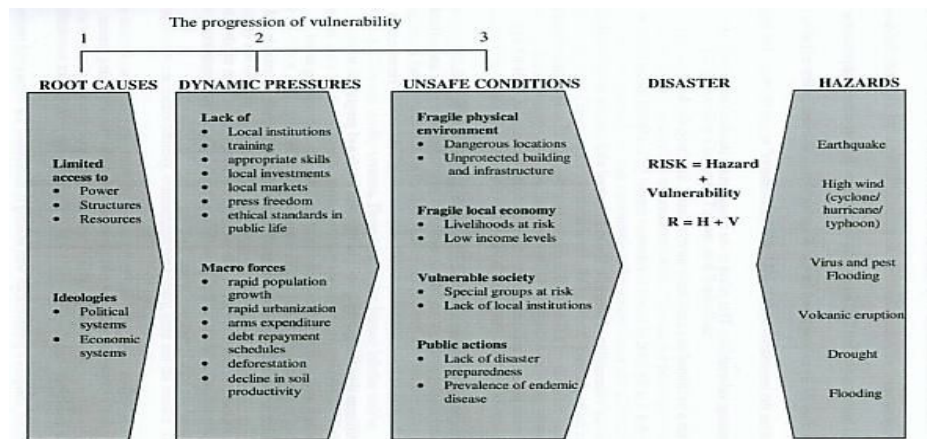 The progression of vulnerability
1
2
3
ROOT CAUSES
Limited
access to
• Power
• Structures
• Resources
Ideologies
• Political
systems
• Economic
systems
DYNAMIC PRESSURES
Lack of
• Local institutions
• training
• appropriate skills
• local investments
• local markets
• press freedom
• ethical standards in
public life
Macro forces
• rapid population
growth
• rapid urbanization
• arms expenditure
• debt repayment
schedules
• deforestation
• decline in soil
productivity
UNSAFE CONDITIONS
Fragile physical
environment
• Dangerous locations
• Unprotected building
and infrastructure
Fragile local economy
• Livelihoods at risk
• Low income levels
Vulnerable society
• Special groups at risk
• Lack of local institutions
Public actions
• Lack of disaster
preparedness
• Prevalence of endemic
disease
DISASTER
RISK = Hazard
+
Vulnerability
R = H + V
HAZARDS
Earthquake
High wind
(cyclone/
hurricane/
typhoon)
Virus and pest
Flooding
Volcanic eruption
Drought
Flooding